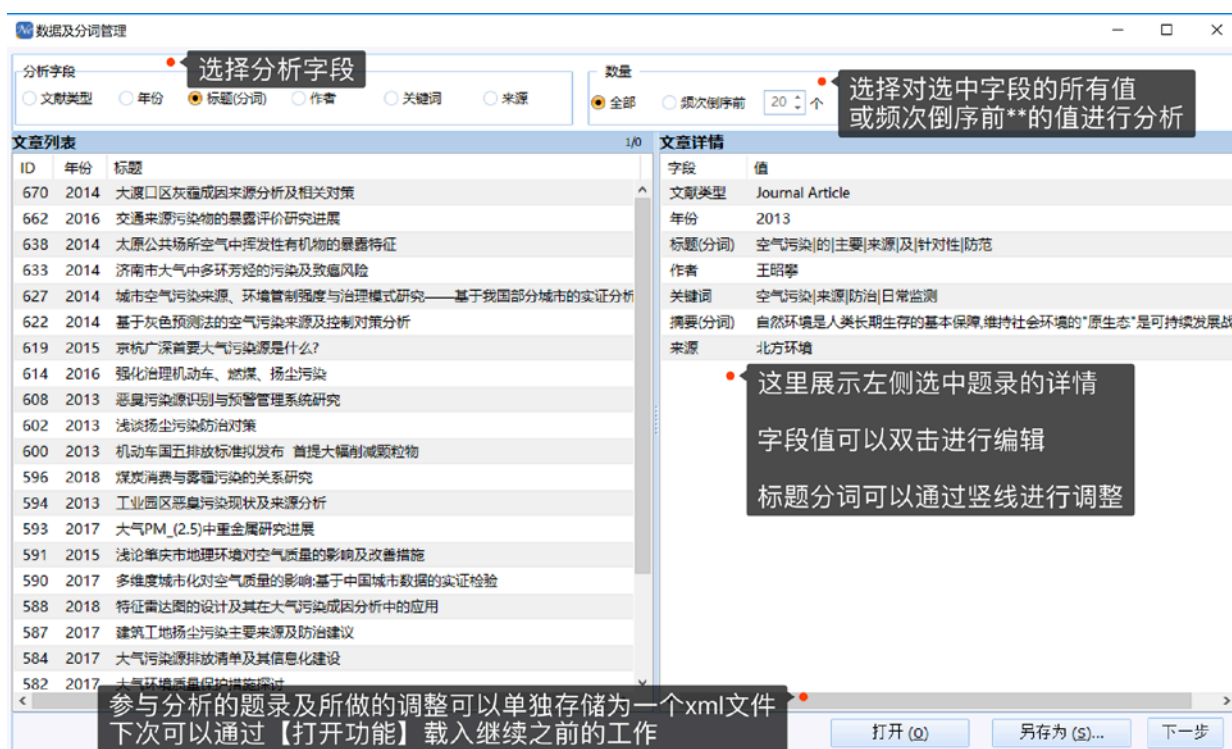 数据及分词管理
分析字段
选择分析字段
文献类型 年份 标题(分词) 作者 关键词 来源
数量
全部 频次倒序前 20 个
选择对选中字段的所有值
或频次倒序前**的值进行分析
文章列表 1/0
ID 年份 标题
670 2014 大渡口区灰霾成因来源分析及相关对策
662 2016 交通来源污染物的暴露评价研究进展
638 2014 太原公共场所空气中挥发性有机物的暴露特征
633 2014 济南市大气中多环芳烃的污染及致癌风险
627 2014 城市空气污染来源、环境管制强度与治理模式研究——基于我国部分城市的实证分析
622 2014 基于灰色预测法的空气污染来源及控制对策分析
619 2015 京杭广深首要大气污染源是什么?
614 2016 强化治理机动车、燃煤、扬尘污染
608 2013 恶臭污染源识别与预警管理系统研究
602 2013 浅谈扬尘污染防治对策
600 2013 机动车国五排放标准拟发布 首提大幅削减颗粒物
596 2018 煤炭消费与雾霾污染的关系研究
594 2013 工业园区恶臭污染现状及来源分析
593 2017 大气PM_(2.5)中重金属研究进展
591 2015 浅论肇庆市地理环境对空气质量的影响及改善措施
590 2017 多维度城市化对空气质量的影响:基于中国城市数据的实证检验
588 2018 特征雷达图的设计及其在大气污染成因分析中的应用
587 2017 建筑工地扬尘污染主要来源及防治建议
584 2017 大气污染源排放清单及其信息化建设
582 2017 大气环境质量保护措施探讨
文章详情
字段 值
文献类型 Journal Article
年份 2013
标题(分词) 空气污染|的|主要|来源|及|针对性|防范
作者 王昭攀
关键词 空气污染|来源|防治|日常监测
摘要(分词) 自然环境是人类长期生存的基本保障,维持社会环境的"原生态"是可持续发展战
来源 北方环境
这里展示左侧选中题录的详情
字段值可以双击进行编辑
标题分词可以通过竖线进行调整
参与分析的题录及所做的调整可以单独存储为一个xml文件
下次可以通过【打开功能】载入继续之前的工作
打开(O) 另存为(S)... 下一步